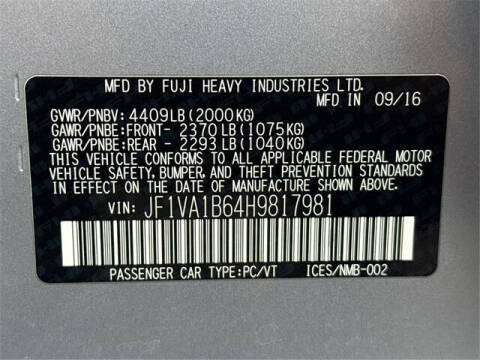 MFD BY FUJI HEAVY INDUSTRIES LTD.
MFD IN 09/16
GVWR/PNBV: 4409LB (2000KG)
GAWR/PNBE:FRONT- 2370LB (1075KG)
GAWR/PNBE:REAR - 2293LB (1040KG)
THIS VEHICLE CONFORMS TO ALL APPLICABLE FEDERAL MOTOR
VEHICLE SAFETY, BUMPER, AND THEFT PREVENTION STANDARDS
IN EFFECT ON THE DATE OF MANUFACTURE SHOWN ABOVE.
VIN: JF1VA1B64H9817981
PASSENGER CAR TYPE:PC/VT ICES/NMB-002